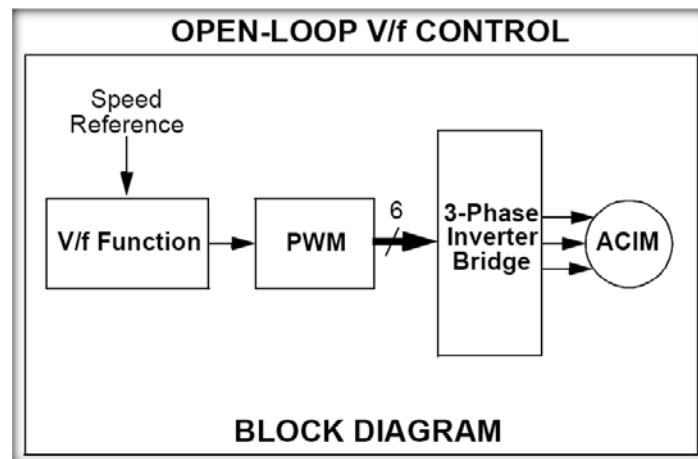 OPEN-LOOP V/f CONTROL
Speed
Reference
V/f Function
PWM
6
3-Phase
Inverter
Bridge
ACIM
BLOCK DIAGRAM